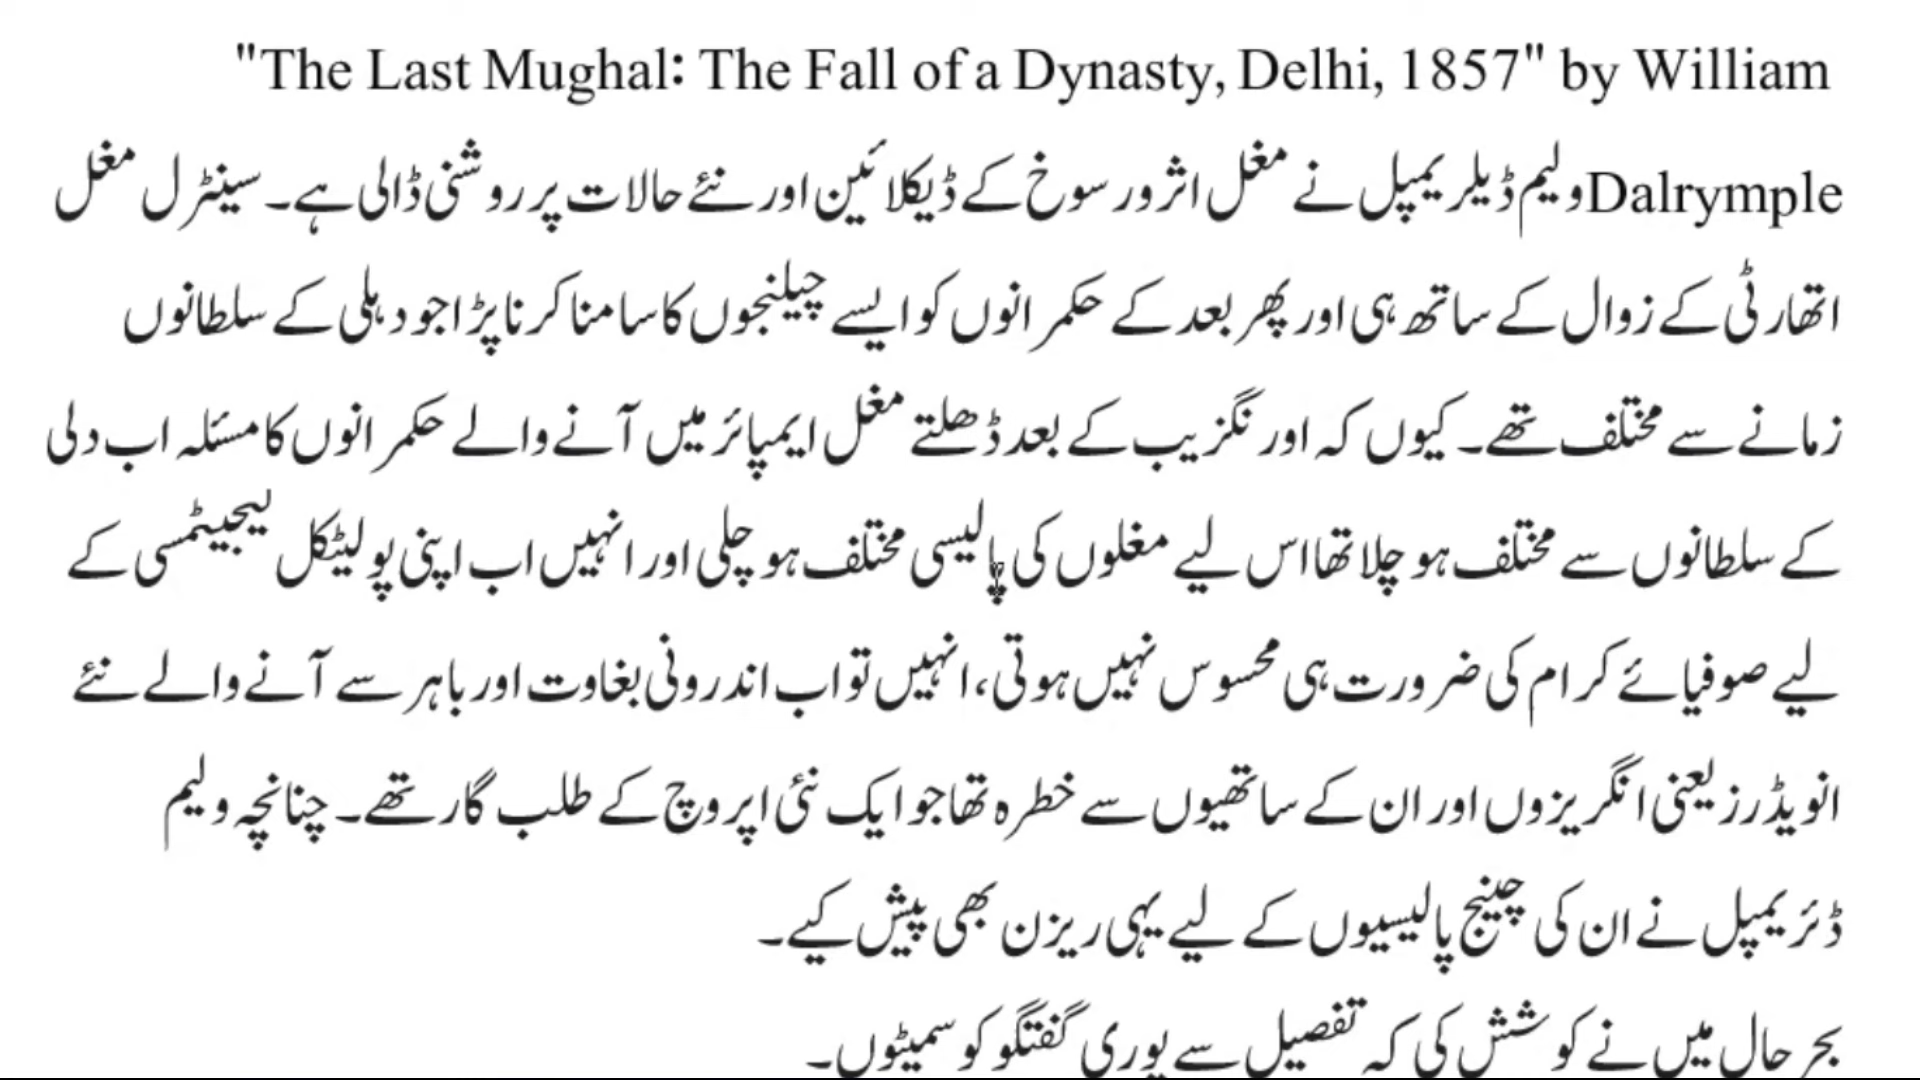 "The Last Mughal: The Fall of a Dynasty, Delhi, 1857" by William
Dalrympleولیم ڈیلریمپل نے مغل اثر ورسوخ کے ڈیکلائین اور نئے حالات پر روشنی ڈالی ہے۔ سینٹرل مغل
اتھارٹی کے زوال کے ساتھ ہی اور پھر بعد کے حکمرانوں کو ایسے چیلنجوں کا سامنا کرنا پڑا جو دہلی کے سلطانوں
زمانے سے مختلف تھے۔ کیوں کہ اورنگزیب کے بعد ڈھلتے مغل ایمپائر میں آنے والے حکمرانوں کا مسئلہ اب دلی
کے سلطانوں سے مختلف ہو چلا تھا اس لیے مغلوں کی پالیسی مختلف ہو چلی اور انہیں اب اپنی پولیٹکل لیجیٹمسی کے
لیے صوفیائے کرام کی ضرورت ہی محسوس نہیں ہوتی، انہیں تو اب اندرونی بغاوت اور باہر سے آنے والے نئے
انویڈرز یعنی انگریزوں اور ان کے ساتھیوں سے خطرہ تھا جو ایک نئی اپروچ کے طلب گار تھے۔ چنانچہ ولیم
ڈئریمپل نے ان کی چینج پالیسیوں کے لیے یہی ریزن بھی پیش کیے۔
بحر حال میں نے کوشش کی کہ تفصیل سے پوری گفتگو کو سمیٹوں۔